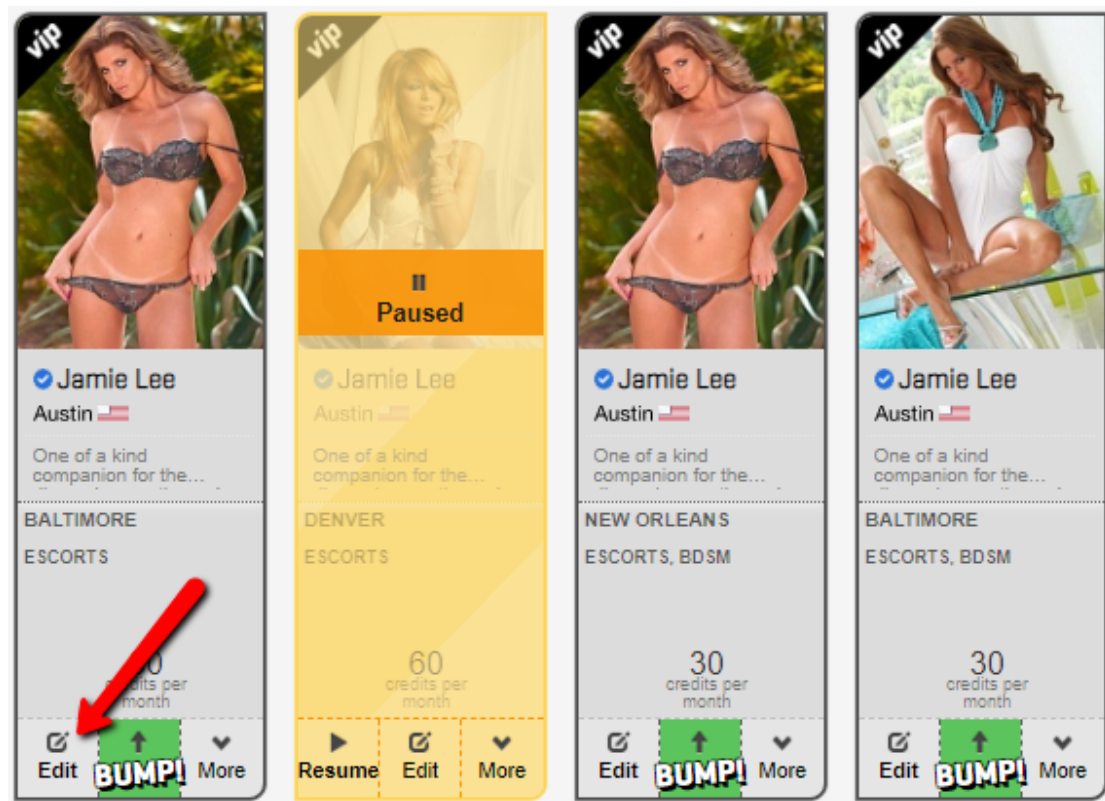 vip
Jamie Lee
Austin
One of a kind
companion for the...
BALTIMORE
ESCORTS
credits per
month
Edit
BUMP!
More
vip
Paused
Jamie Lee
Austin
One of a kind
companion for the...
DENVER
ESCORTS
60
credits per
month
Resume
Edit
More
vip
Jamie Lee
Austin
One of a kind
companion for the...
NEW ORLEANS
ESCORTS, BDSM
30
credits per
month
Edit
BUMP!
More
vip
Jamie Lee
Austin
One of a kind
companion for the...
BALTIMORE
ESCORTS, BDSM
30
credits per
month
Edit
BUMP!
More